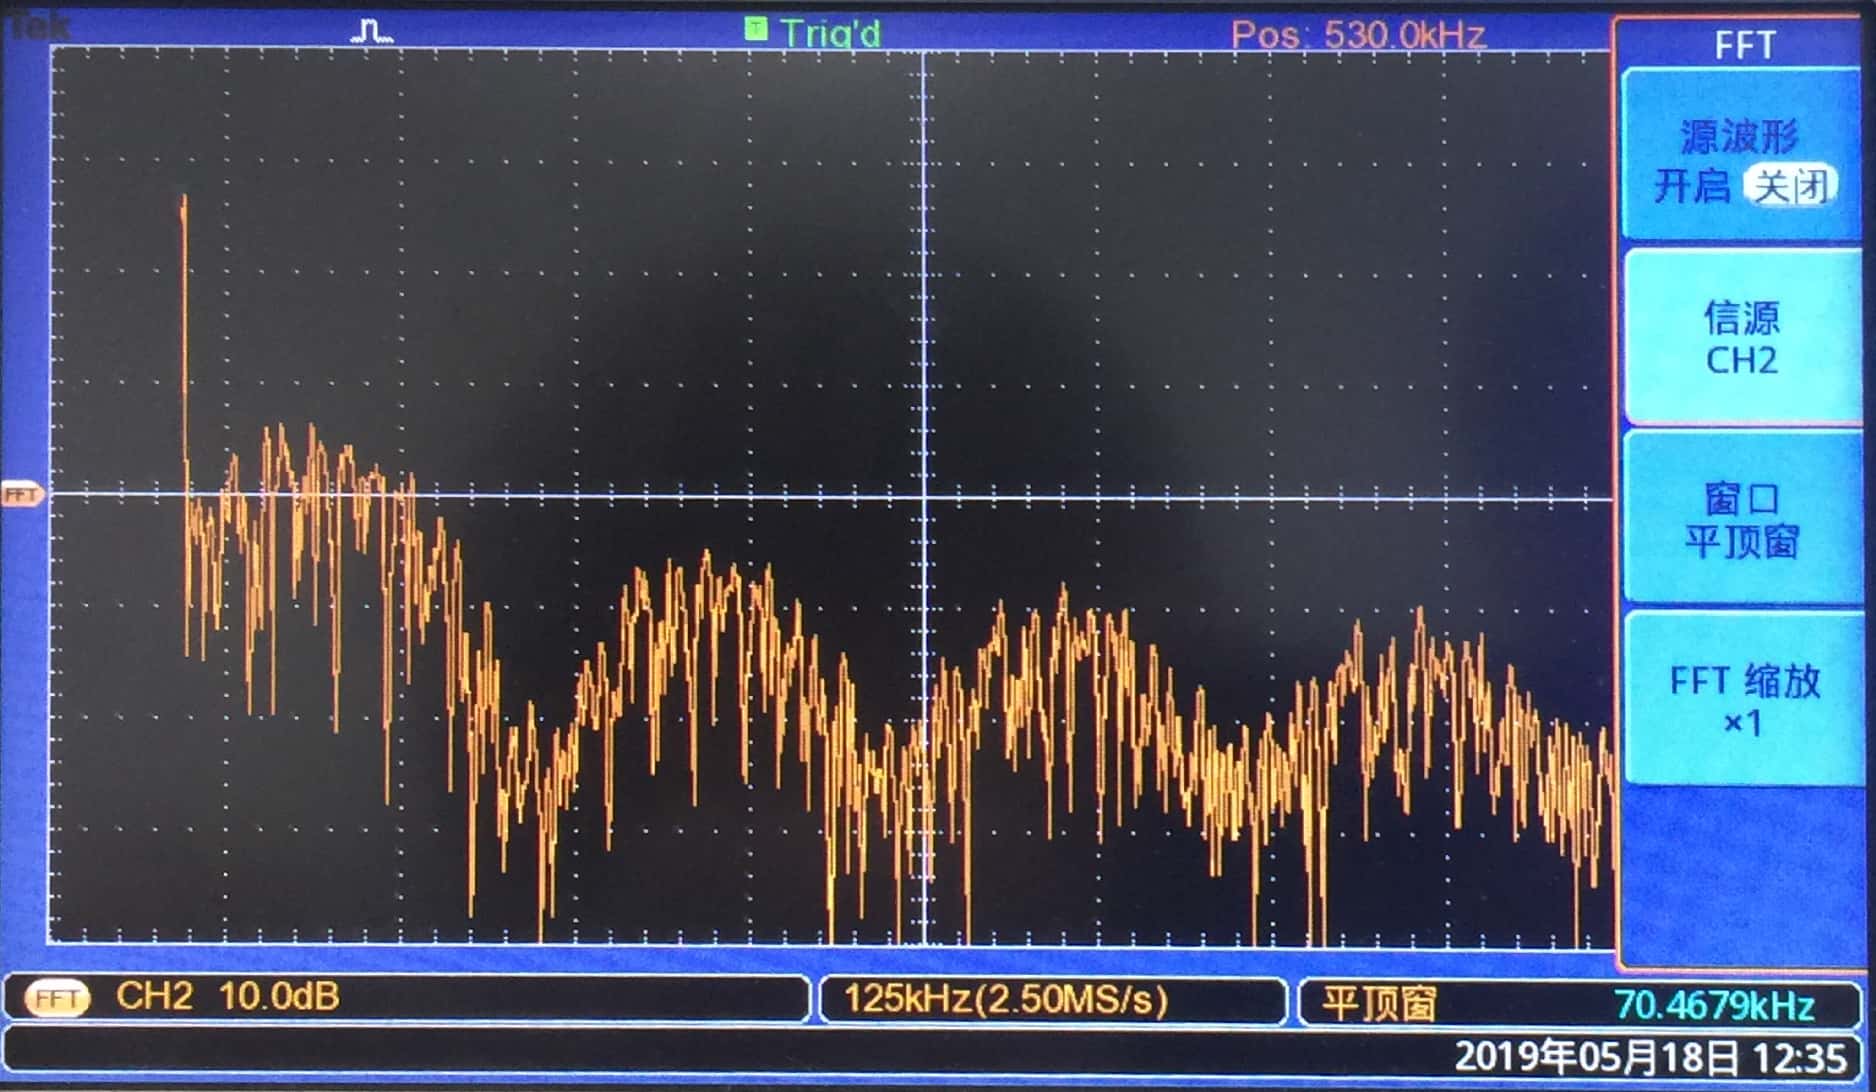 Tek
Trig'd
Pos: 530.0kHz
FFT
源波形
开启 关闭
信源
CH2
窗口
平顶窗
FFT 缩放
×1
FFT
FFT CH2 10.0dB
125kHz(2.50MS/s)
平顶窗 70.4679kHz
2019年05月18日 12:35